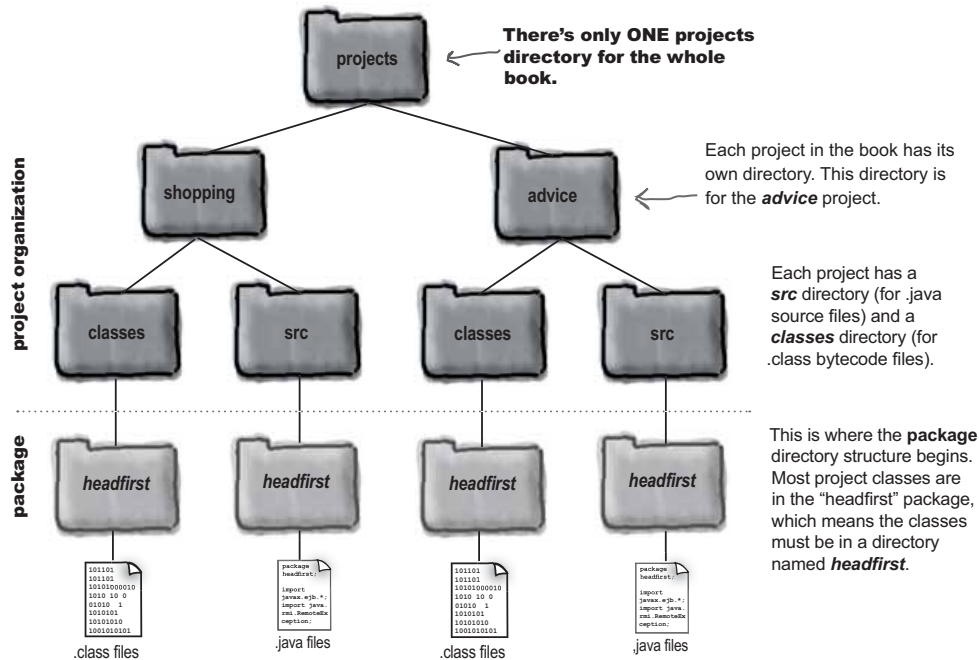 projects
There's only ONE projects
directory for the whole
book.
project organization
shopping
advice
Each project in the book has its
own directory. This directory is
for the advice project.
classes
src
classes
src
Each project has a
src directory (for .java
source files) and a
classes directory (for
.class bytecode files).
package
headfirst
headfirst
headfirst
headfirst
This is where the package
directory structure begins.
Most project classes are
in the “headfirst” package,
which means the classes
must be in a directory
named headfirst.
101101
101101
10101000010
1010 10 0
01010 1
1010101
10101010
1001010101
.class files
package
headfirst;
import
javax.ejb.*;
import java.
rmi.RemoteEx
ception;
.java files
101101
101101
10101000010
1010 10 0
01010 1
1010101
10101010
1001010101
.class files
package
headfirst;
import
javax.ejb.*;
import java.
rmi.RemoteEx
ception;
,java files